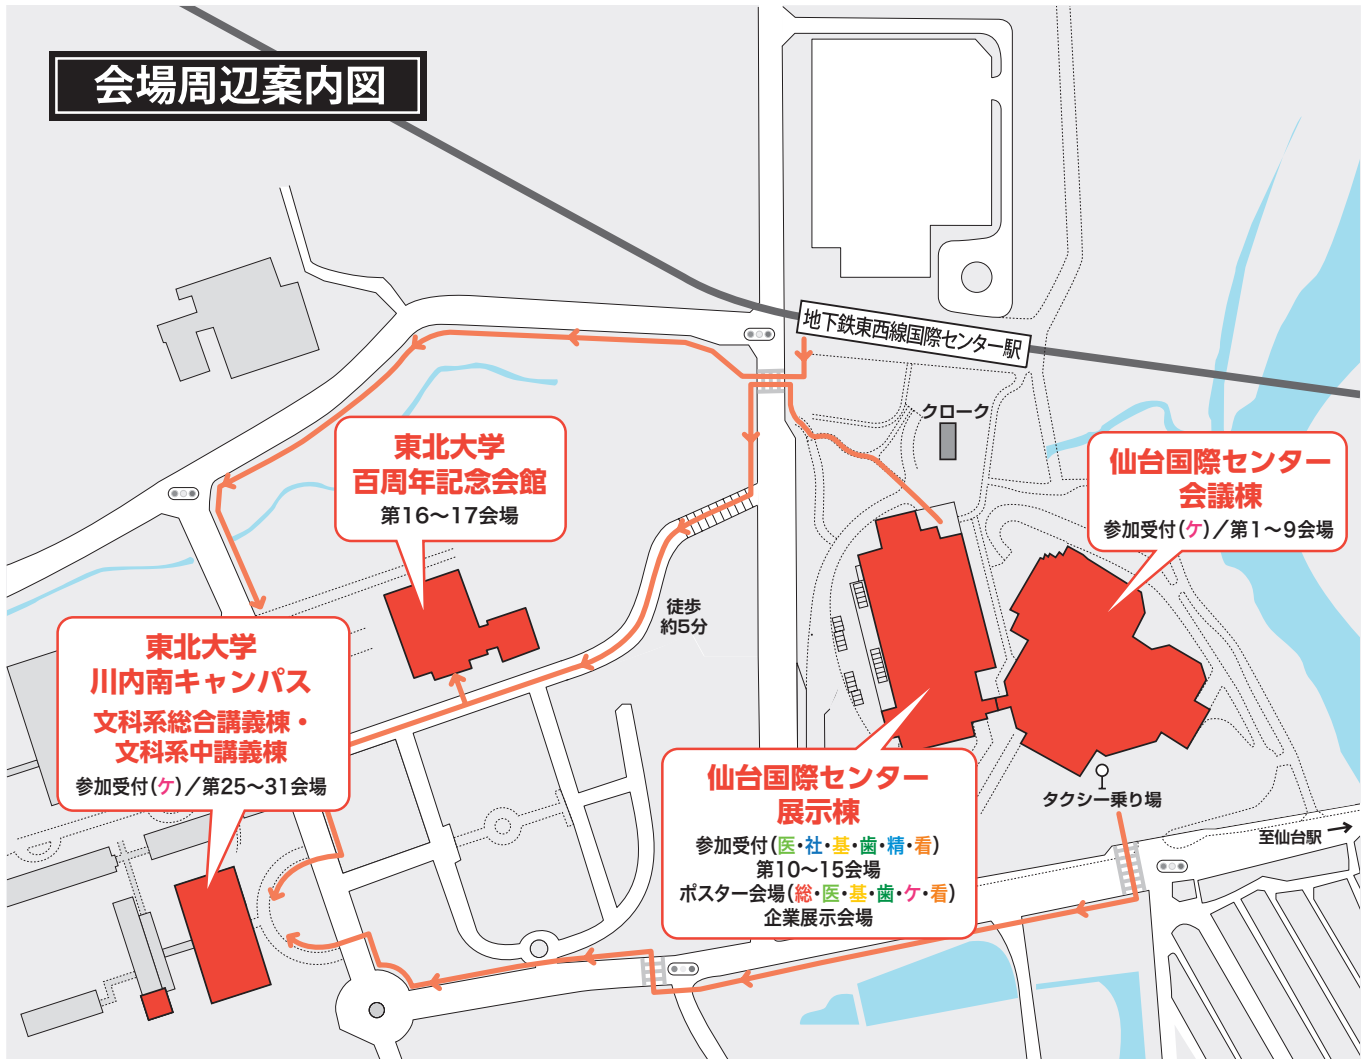 会場周辺案内図
地下鉄東西線国際センター駅
クローク
東北大学
百周年記念会館
第16〜17会場
仙台国際センター
会議棟
参加受付(ケ)／第1〜9会場
徒歩
約5分
東北大学
川内南キャンパス
文科系総合講義棟・
文科系中講義棟
参加受付(ケ)／第25〜31会場
仙台国際センター
展示棟
参加受付(医・社・基・歯・精・看)
第10〜15会場
ポスター会場(総・医・基・歯・ケ・看)
企業展示会場
タクシー乗り場
至仙台駅